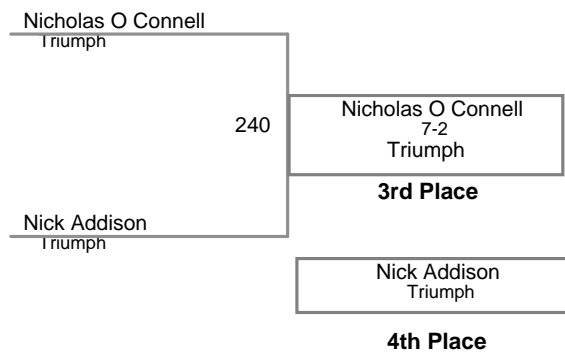 Nicholas O Connell
Triumph
240
Nicholas O Connell
7-2
Triumph
3rd Place
Nick Addison
Triumph
Nick Addison
Triumph
4th Place